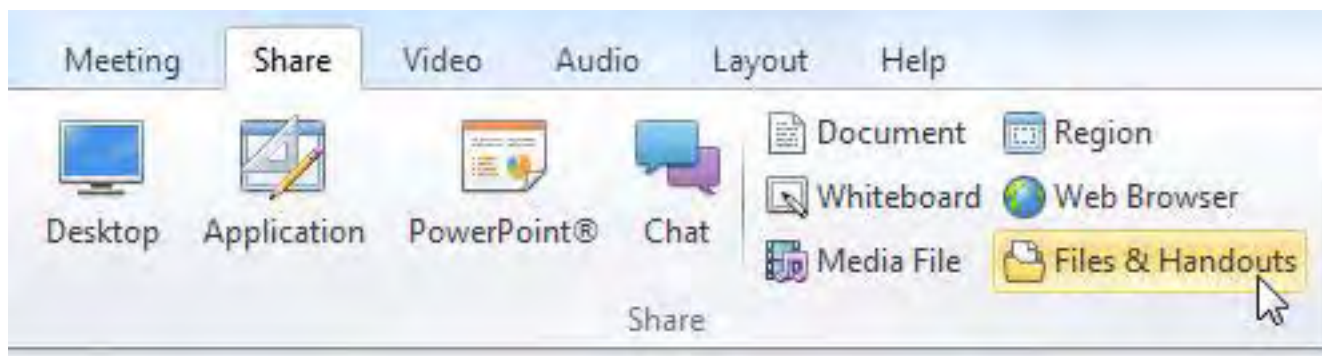 Meeting Share Video Audio Layout Help
Document Region
Whiteboard Web Browser
Desktop Application PowerPoint® Chat
Media File Files & Handouts
Share